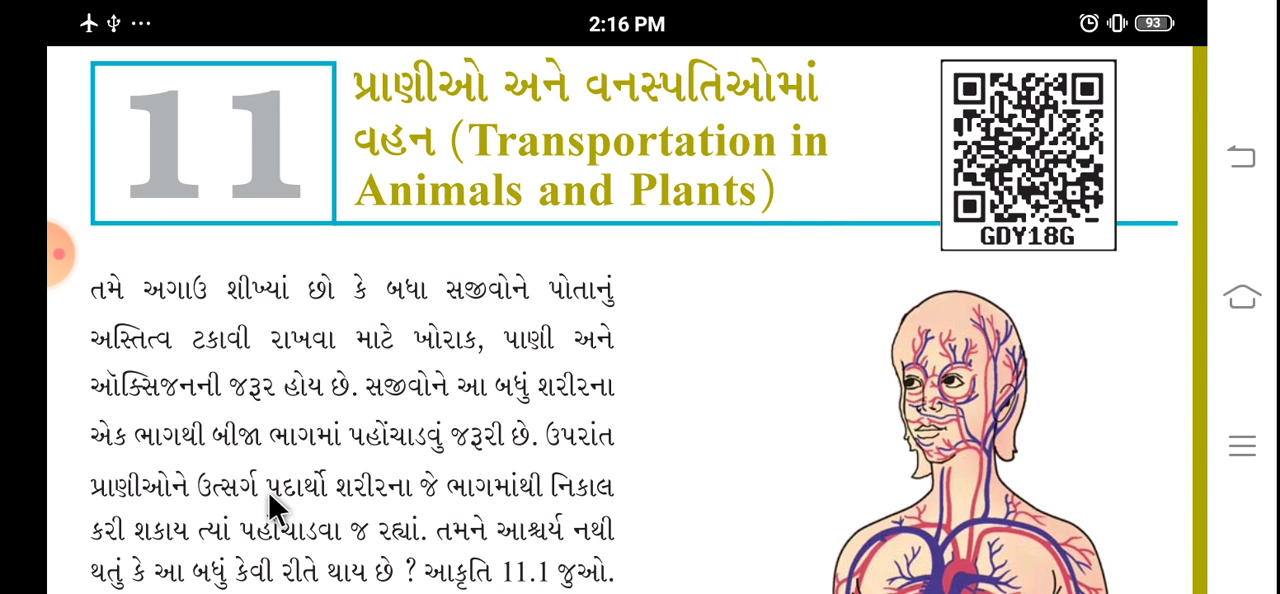 2:16 PM
93
11
પ્રાણીઓ અને વનસ્પતિઓમાં
વહન (Transportation in
Animals and Plants)
GDY18G
તમે અગાઉ શીખ્યાં છો કે બધા સજીવોને પોતાનું
અસ્તિત્વ ટકાવી રાખવા માટે ખોરાક, પાણી અને
ઑક્સિજનની જરૂર હોય છે. સજીવોને આ બધું શરીરના
એક ભાગથી બીજા ભાગમાં પહોંચાડવું જરૂરી છે. ઉપરાંત
પ્રાણીઓને ઉત્સર્ગ પદાર્થો શરીરના જે ભાગમાંથી નિકાલ
કરી શકાય ત્યાં પહોંચાડવા જ રહ્યાં. તમને આશ્ચર્ય નથી
થતું કે આ બધું કેવી રીતે થાય છે ? આકૃતિ 11.1 જુઓ.